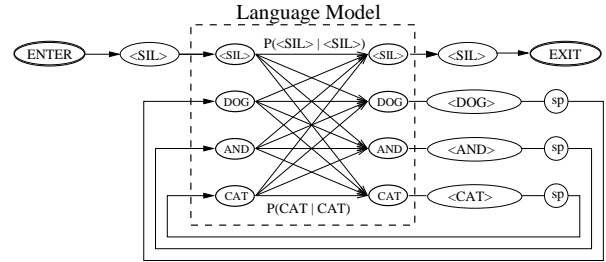 Language Model
P(<SIL> | <SIL>)
ENTER <SIL> <SIL> <SIL> <SIL> EXIT
DOG DOG <DOG> sp
AND AND <AND> sp
CAT CAT <CAT> sp
P(CAT | CAT)